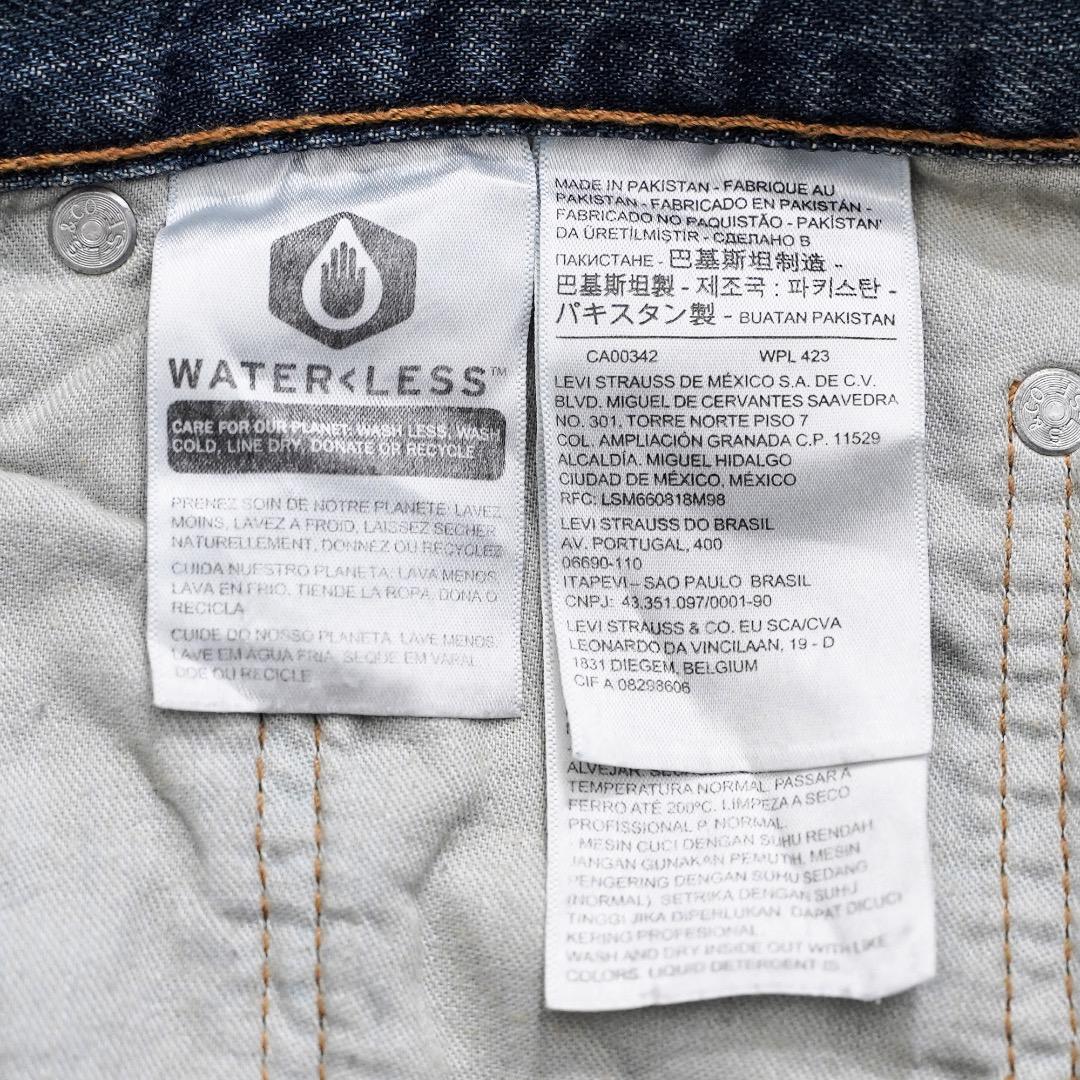 WATER<LESS™
CARE FOR OUR PLANET: WASH LESS, WASH
COLD, LINE DRY, DONATE OR RECYCLE
PRENEZ SOIN DE NOTRE PLANÈTE: LAVEZ
MOINS, LAVEZ A FROID, LAISSEZ SECHER
NATURELLEMENT, DONNEZ OU RECYCLEZ
CUIDA NUESTRO PLANETA: LAVA MENOS,
LAVA EN FRIO, TIENDE LA ROPA, DONA O
RECICLA
CUIDE DO NOSSO PLANETA: LAVE MENOS,
LAVE EM AGUA FRIA, SEQUE EM VARAL,
DOE OU RECICLE
MADE IN PAKISTAN - FABRIQUE AU
PAKISTAN - FABRICADO EN PAKISTÁN -
FABRICADO NO PAQUISTÃO - PAKİSTAN'
DA ÜRETİLMİŞTİR - СДЕЛАНО В
ПАКИСТАНЕ - 巴基斯坦制造 -
巴基斯坦製 - 제조국 : 파키스탄 -
パキスタン製 - BUATAN PAKISTAN
CA00342 WPL 423
LEVI STRAUSS DE MÉXICO S.A. DE C.V.
BLVD. MIGUEL DE CERVANTES SAAVEDRA
NO. 301, TORRE NORTE PISO 7
COL. AMPLIACIÓN GRANADA C.P. 11529
ALCALDÍA. MIGUEL HIDALGO
CIUDAD DE MÉXICO, MÉXICO
RFC: LSM660818M98
LEVI STRAUSS DO BRASIL
AV. PORTUGAL, 400
06690-110
ITAPEVI – SAO PAULO BRASIL
CNPJ: 43.351.097/0001-90
LEVI STRAUSS & CO. EU SCA/CVA
LEONARDO DA VINCILAAN, 19 - D
1831 DIEGEM, BELGIUM
CIF A 08298606
ALVEJAR.
TEMPERATURA NORMAL. PASSAR A
FERRO ATÉ 200ºC. LIMPEZA A SECO
PROFISSIONAL P. NORMAL.
- MESIN CUCI DENGAN SUHU RENDAH
JANGAN GUNAKAN PEMUTIH. MESIN
PENGERING DENGAN SUHU SEDANG
(NORMAL) SETRIKA DENGAN SUHU
TINGGI JIKA DIPERLUKAN DAPAT DICUCI
KERING PROFESIONAL.
WASH AND DRY INSIDE OUT WITH LIKE
COLORS. LIQUID DETERGENT IS